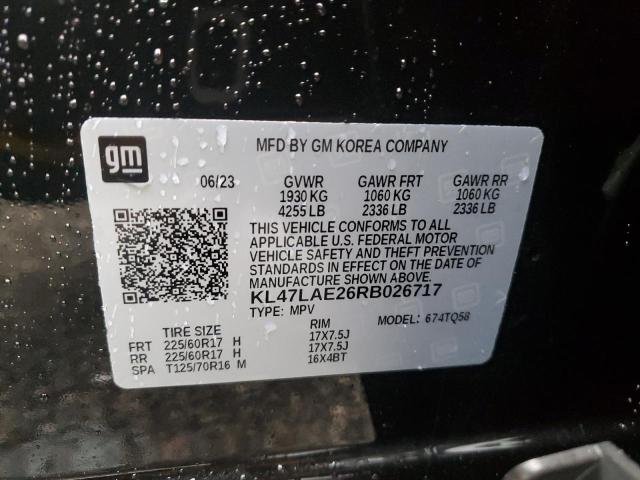 gm
MFD BY GM KOREA COMPANY
06/23 GVWR GAWR FRT GAWR RR
1930 KG 1060 KG 1060 KG
4255 LB 2336 LB 2336 LB
THIS VEHICLE CONFORMS TO ALL
APPLICABLE U.S. FEDERAL MOTOR
VEHICLE SAFETY AND THEFT PREVENTION
STANDARDS IN EFFECT ON THE DATE OF
MANUFACTURE SHOWN ABOVE.
KL47LAE26RB026717
TYPE: MPV MODEL: 674TQ58
TIRE SIZE RIM
FRT 225/60R17 H 17X7.5J
RR 225/60R17 H 17X7.5J
SPA T125/70R16 M 16X4BT